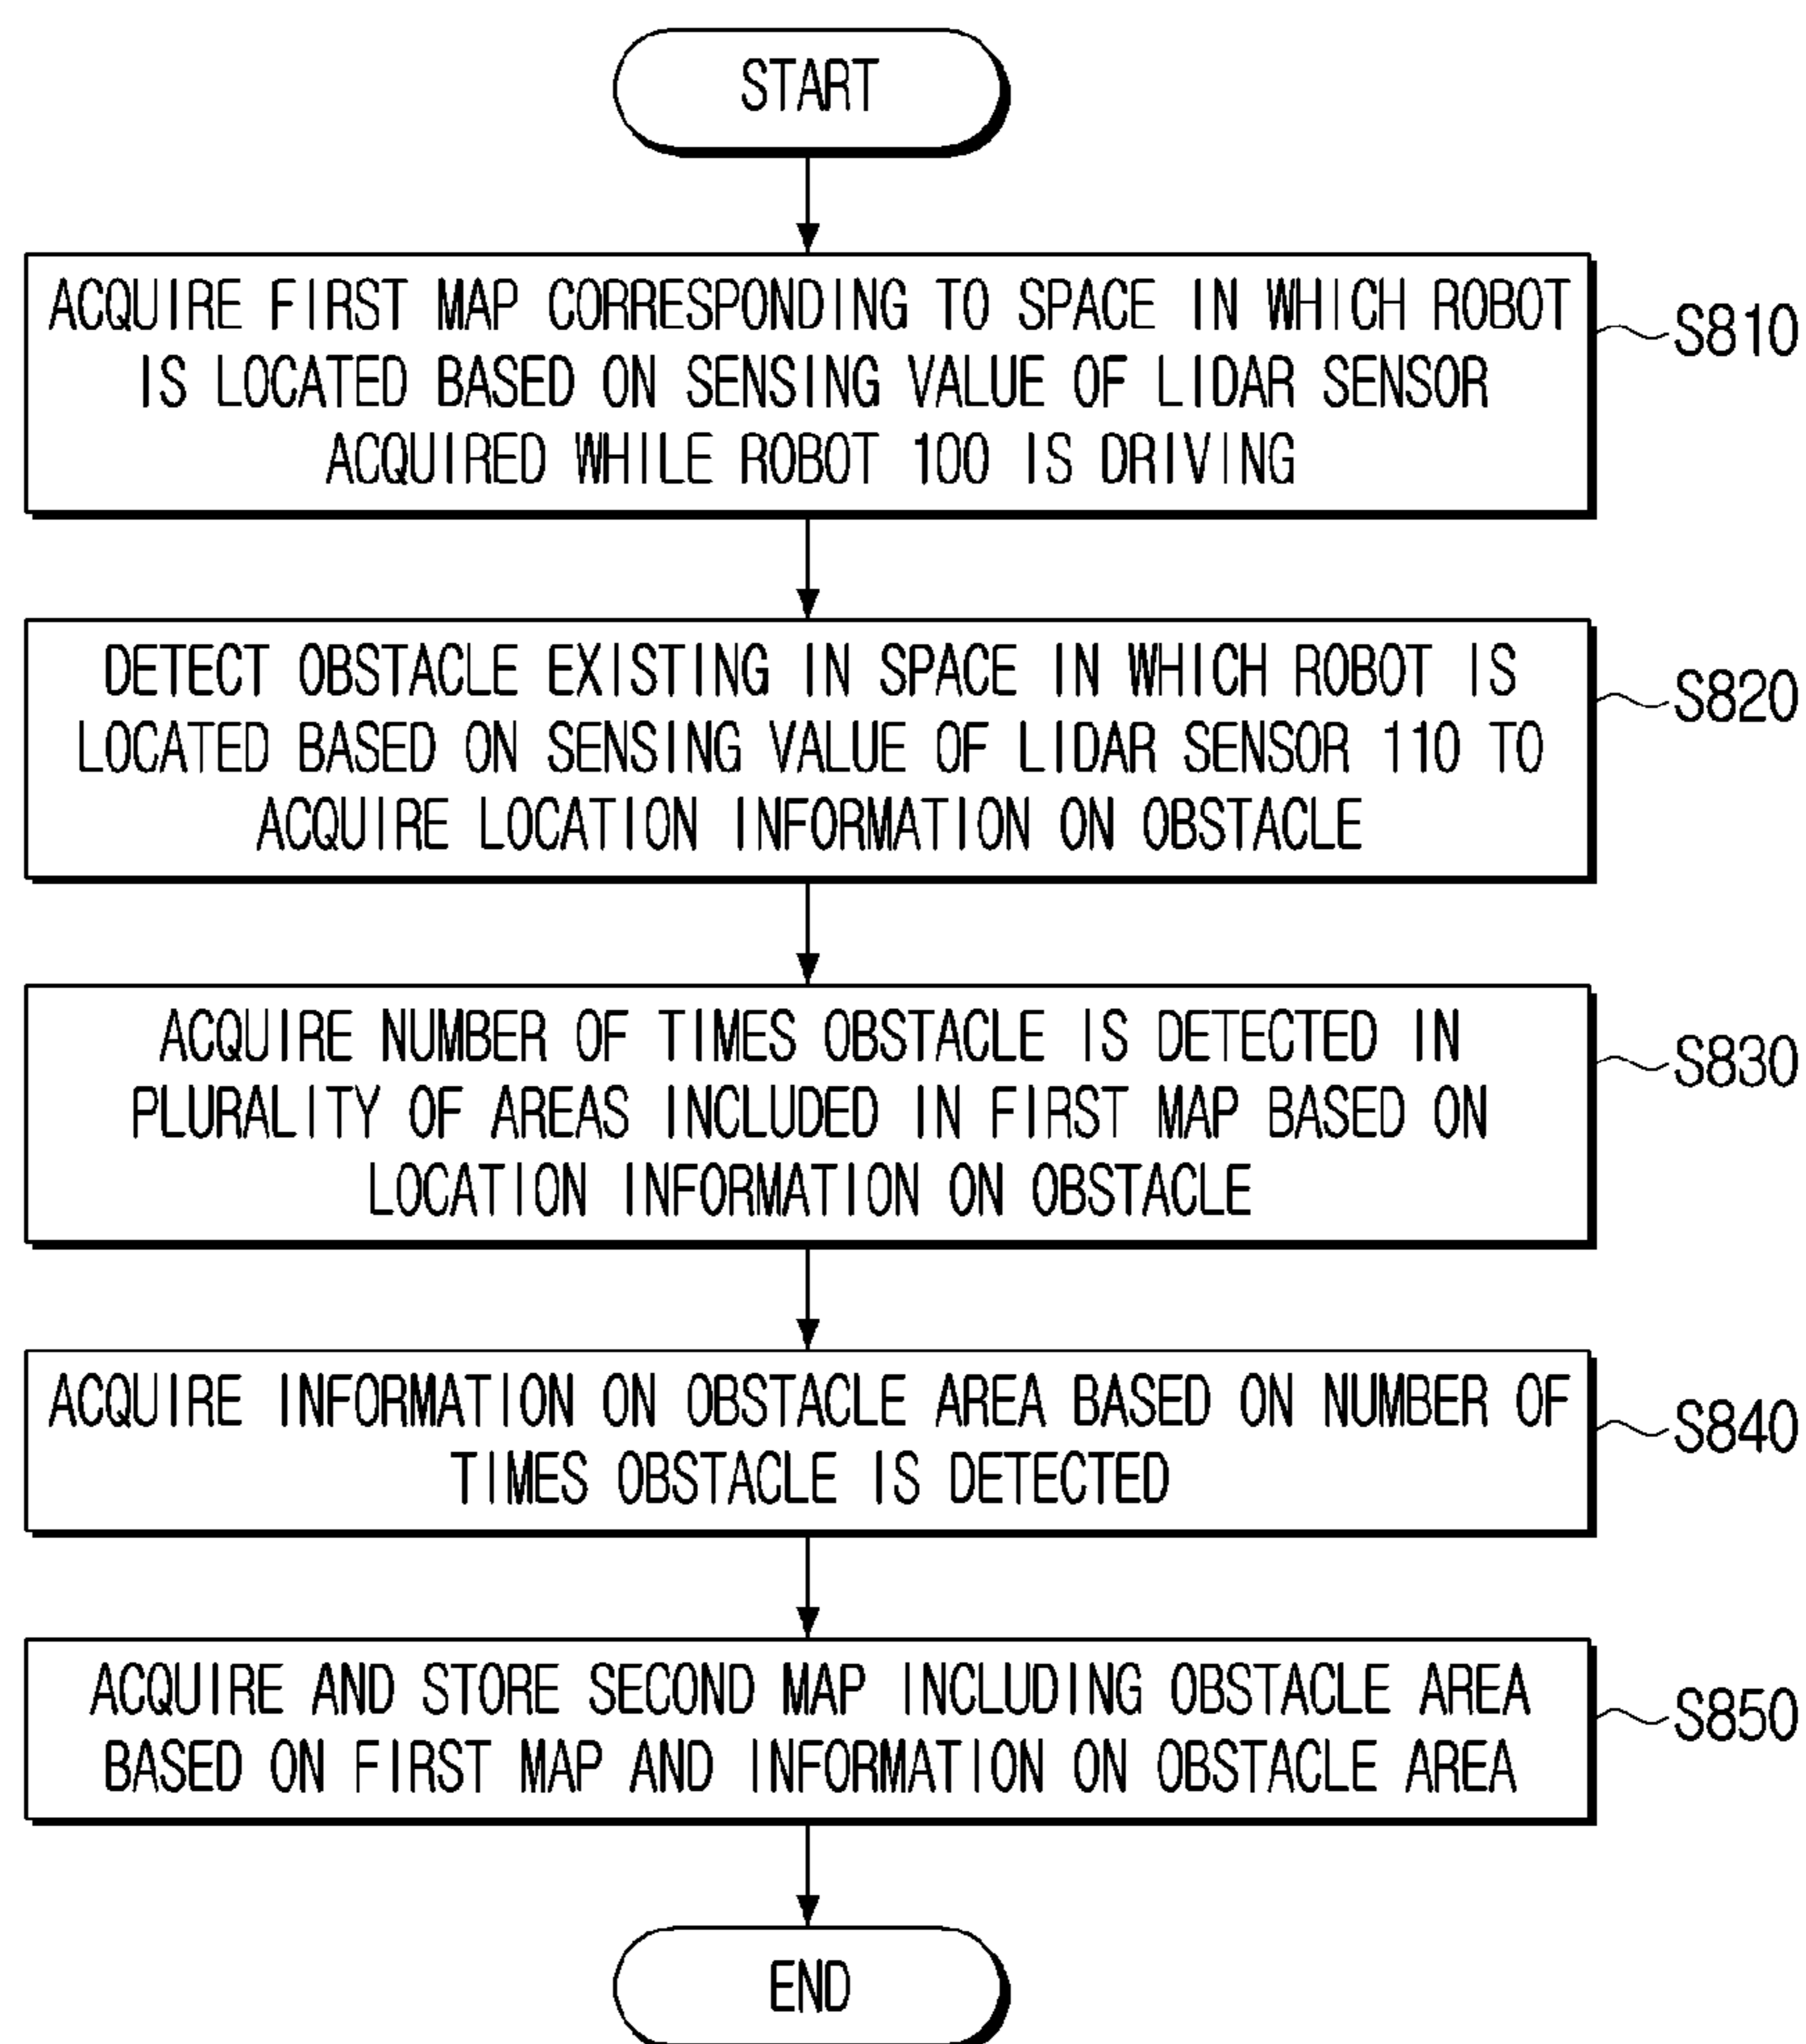 START
ACQUIRE FIRST MAP CORRESPONDING TO SPACE IN WHICH ROBOT
IS LOCATED BASED ON SENSING VALUE OF LIDAR SENSOR
ACQUIRED WHILE ROBOT 100 IS DRIVING
S810
DETECT OBSTACLE EXISTING IN SPACE IN WHICH ROBOT IS
LOCATED BASED ON SENSING VALUE OF LIDAR SENSOR 110 TO
ACQUIRE LOCATION INFORMATION ON OBSTACLE
S820
ACQUIRE NUMBER OF TIMES OBSTACLE IS DETECTED IN
PLURALITY OF AREAS INCLUDED IN FIRST MAP BASED ON
LOCATION INFORMATION ON OBSTACLE
S830
ACQUIRE INFORMATION ON OBSTACLE AREA BASED ON NUMBER OF
TIMES OBSTACLE IS DETECTED
S840
ACQUIRE AND STORE SECOND MAP INCLUDING OBSTACLE AREA
BASED ON FIRST MAP AND INFORMATION ON OBSTACLE AREA
S850
END